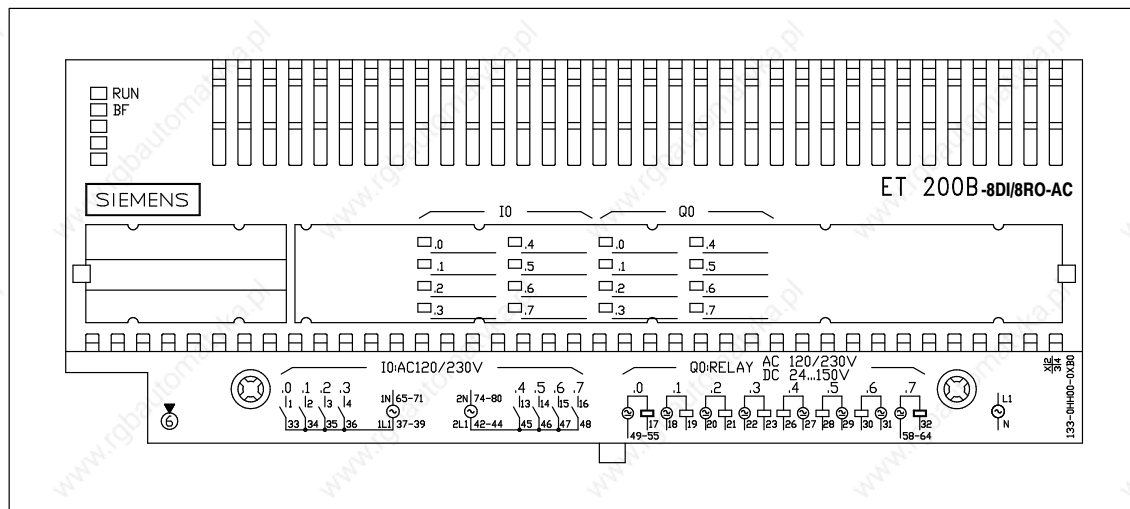 RUN
BF
SIEMENS
ET 200B-8DI/8RO-AC
I0 Q0
.0 .4 .0 .4
.1 .5 .1 .5
.2 .6 .2 .6
.3 .7 .3 .7
I0:AC120/230V
Q0:RELAY AC 120/230V
DC 24...150V
.0 .1 .2 .3 .4 .5 .6 .7 .0 .1 .2 .3 .4 .5 .6 .7
1 2 3 4 1N 65-71 2N 74-80 13 14 15 16 L1
33 34 35 36 1L1 37-39 2L1 42-44 45 46 47 48 17 18 19 20 21 22 23 26 27 28 29 30 31 32 N
49-55 58-64
6
X|2
3|4
133-0HH00-0XB0
www.rgbautomatyka.pl